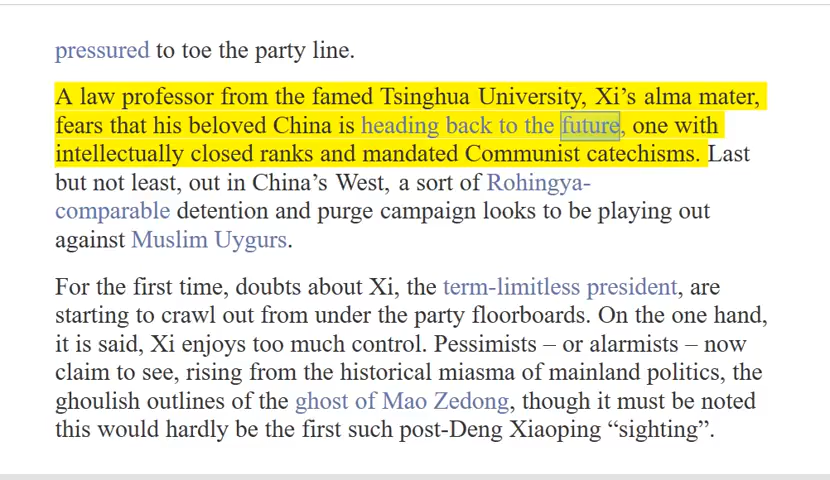 pressured to toe the party line.
A law professor from the famed Tsinghua University, Xi’s alma mater,
fears that his beloved China is heading back to the future, one with
intellectually closed ranks and mandated Communist catechisms. Last
but not least, out in China’s West, a sort of Rohingya-
comparable detention and purge campaign looks to be playing out
against Muslim Uygurs.
For the first time, doubts about Xi, the term-limitless president, are
starting to crawl out from under the party floorboards. On the one hand,
it is said, Xi enjoys too much control. Pessimists – or alarmists – now
claim to see, rising from the historical miasma of mainland politics, the
ghoulish outlines of the ghost of Mao Zedong, though it must be noted
this would hardly be the first such post-Deng Xiaoping “sighting”.